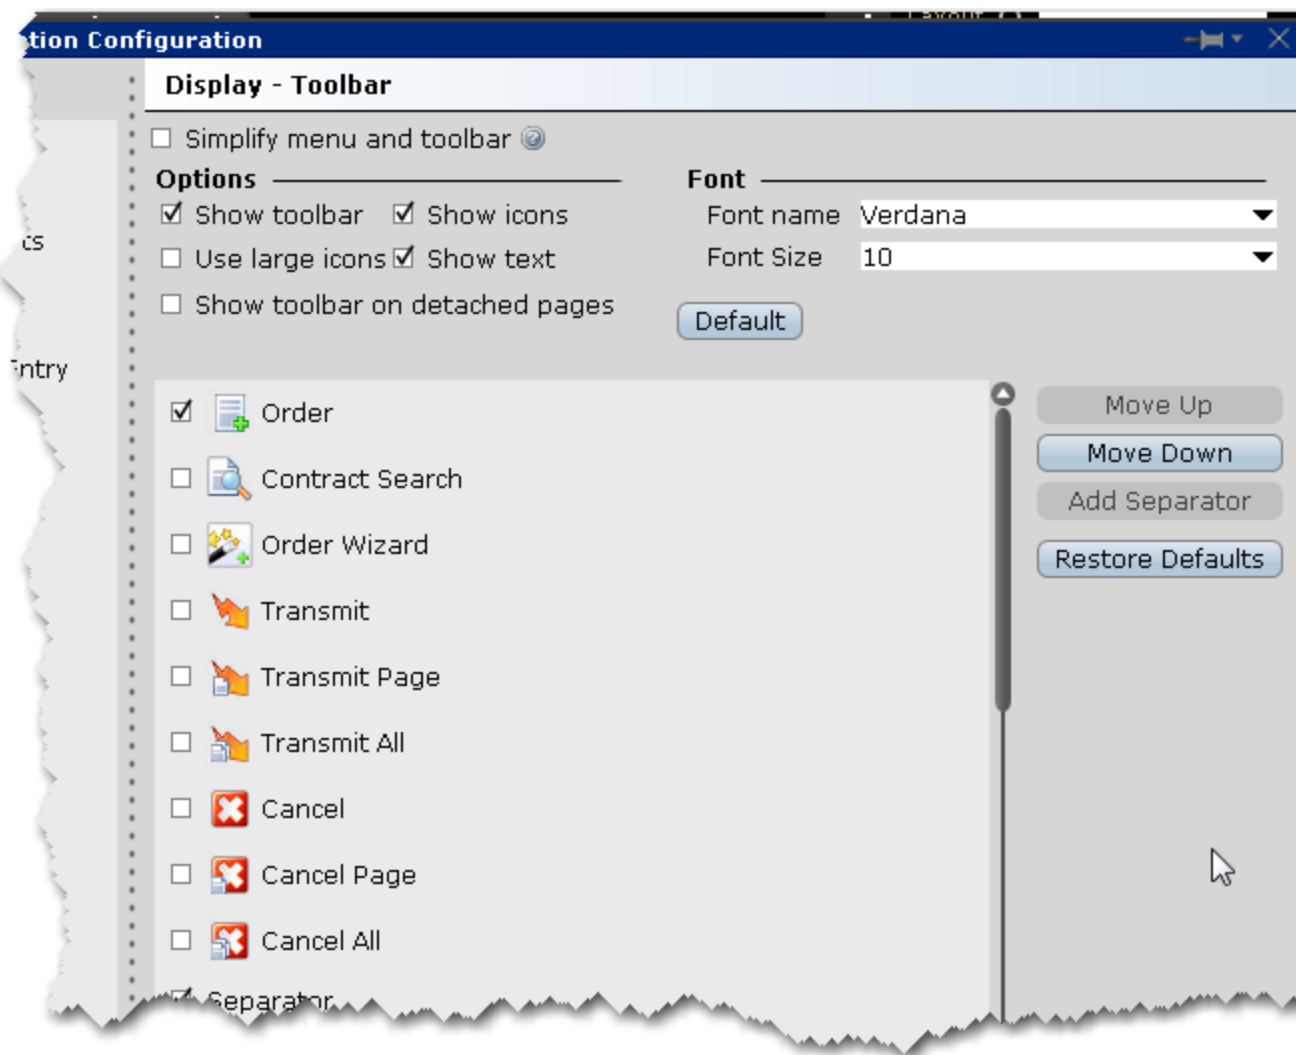 tion Configuration
Display - Toolbar
Simplify menu and toolbar
Options
Font
Show toolbar
Show icons
Font name
Verdana
Use large icons
Show text
Font Size
10
Show toolbar on detached pages
Default
Entry
Order
Contract Search
Order Wizard
Transmit
Transmit Page
Transmit All
Cancel
Cancel Page
Cancel All
Separator
Move Up
Move Down
Add Separator
Restore Defaults